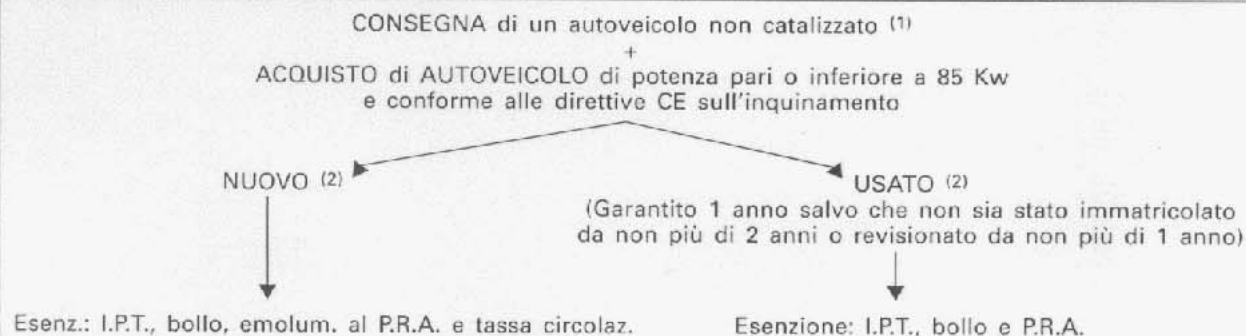 CONSEGNA di un autoveicolo non catalizzato (1)
+
ACQUISTO di AUTOVEICOLO di potenza pari o inferiore a 85 Kw
e conforme alle direttive CE sull'inquinamento
NUOVO (2)
USATO (2)
(Garantito 1 anno salvo che non sia stato immatricolato
da non più di 2 anni o revisionato da non più di 1 anno)
Esenz.: I.P.T., bollo, emolum. al P.R.A. e tassa circolaz.
Esenzione: I.P.T., bollo e P.R.A.